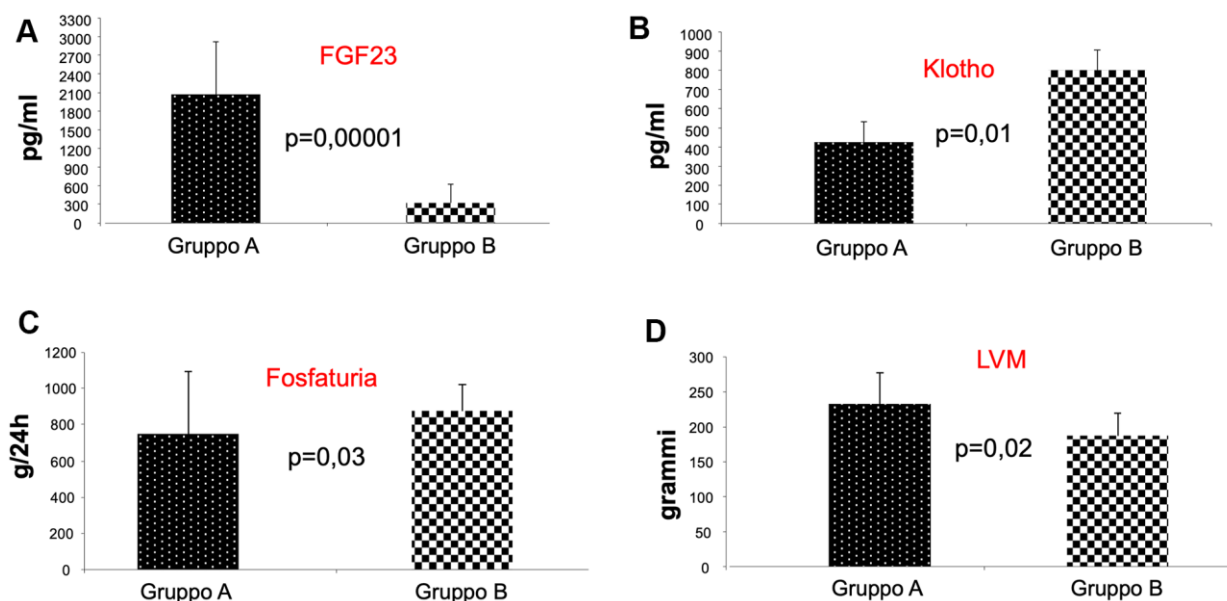 A
FGF23
pg/ml
3300
3000
2700
2400
2100
1800
1500
1200
900
600
300
0
p=0,00001
Gruppo A
Gruppo B
B
Klotho
pg/ml
1000
900
800
700
600
500
400
300
200
100
0
p=0,01
Gruppo A
Gruppo B
C
Fosfaturia
g/24h
1200
1000
800
600
400
200
0
p=0,03
Gruppo A
Gruppo B
D
LVM
grammi
300
250
200
150
100
50
0
p=0,02
Gruppo A
Gruppo B